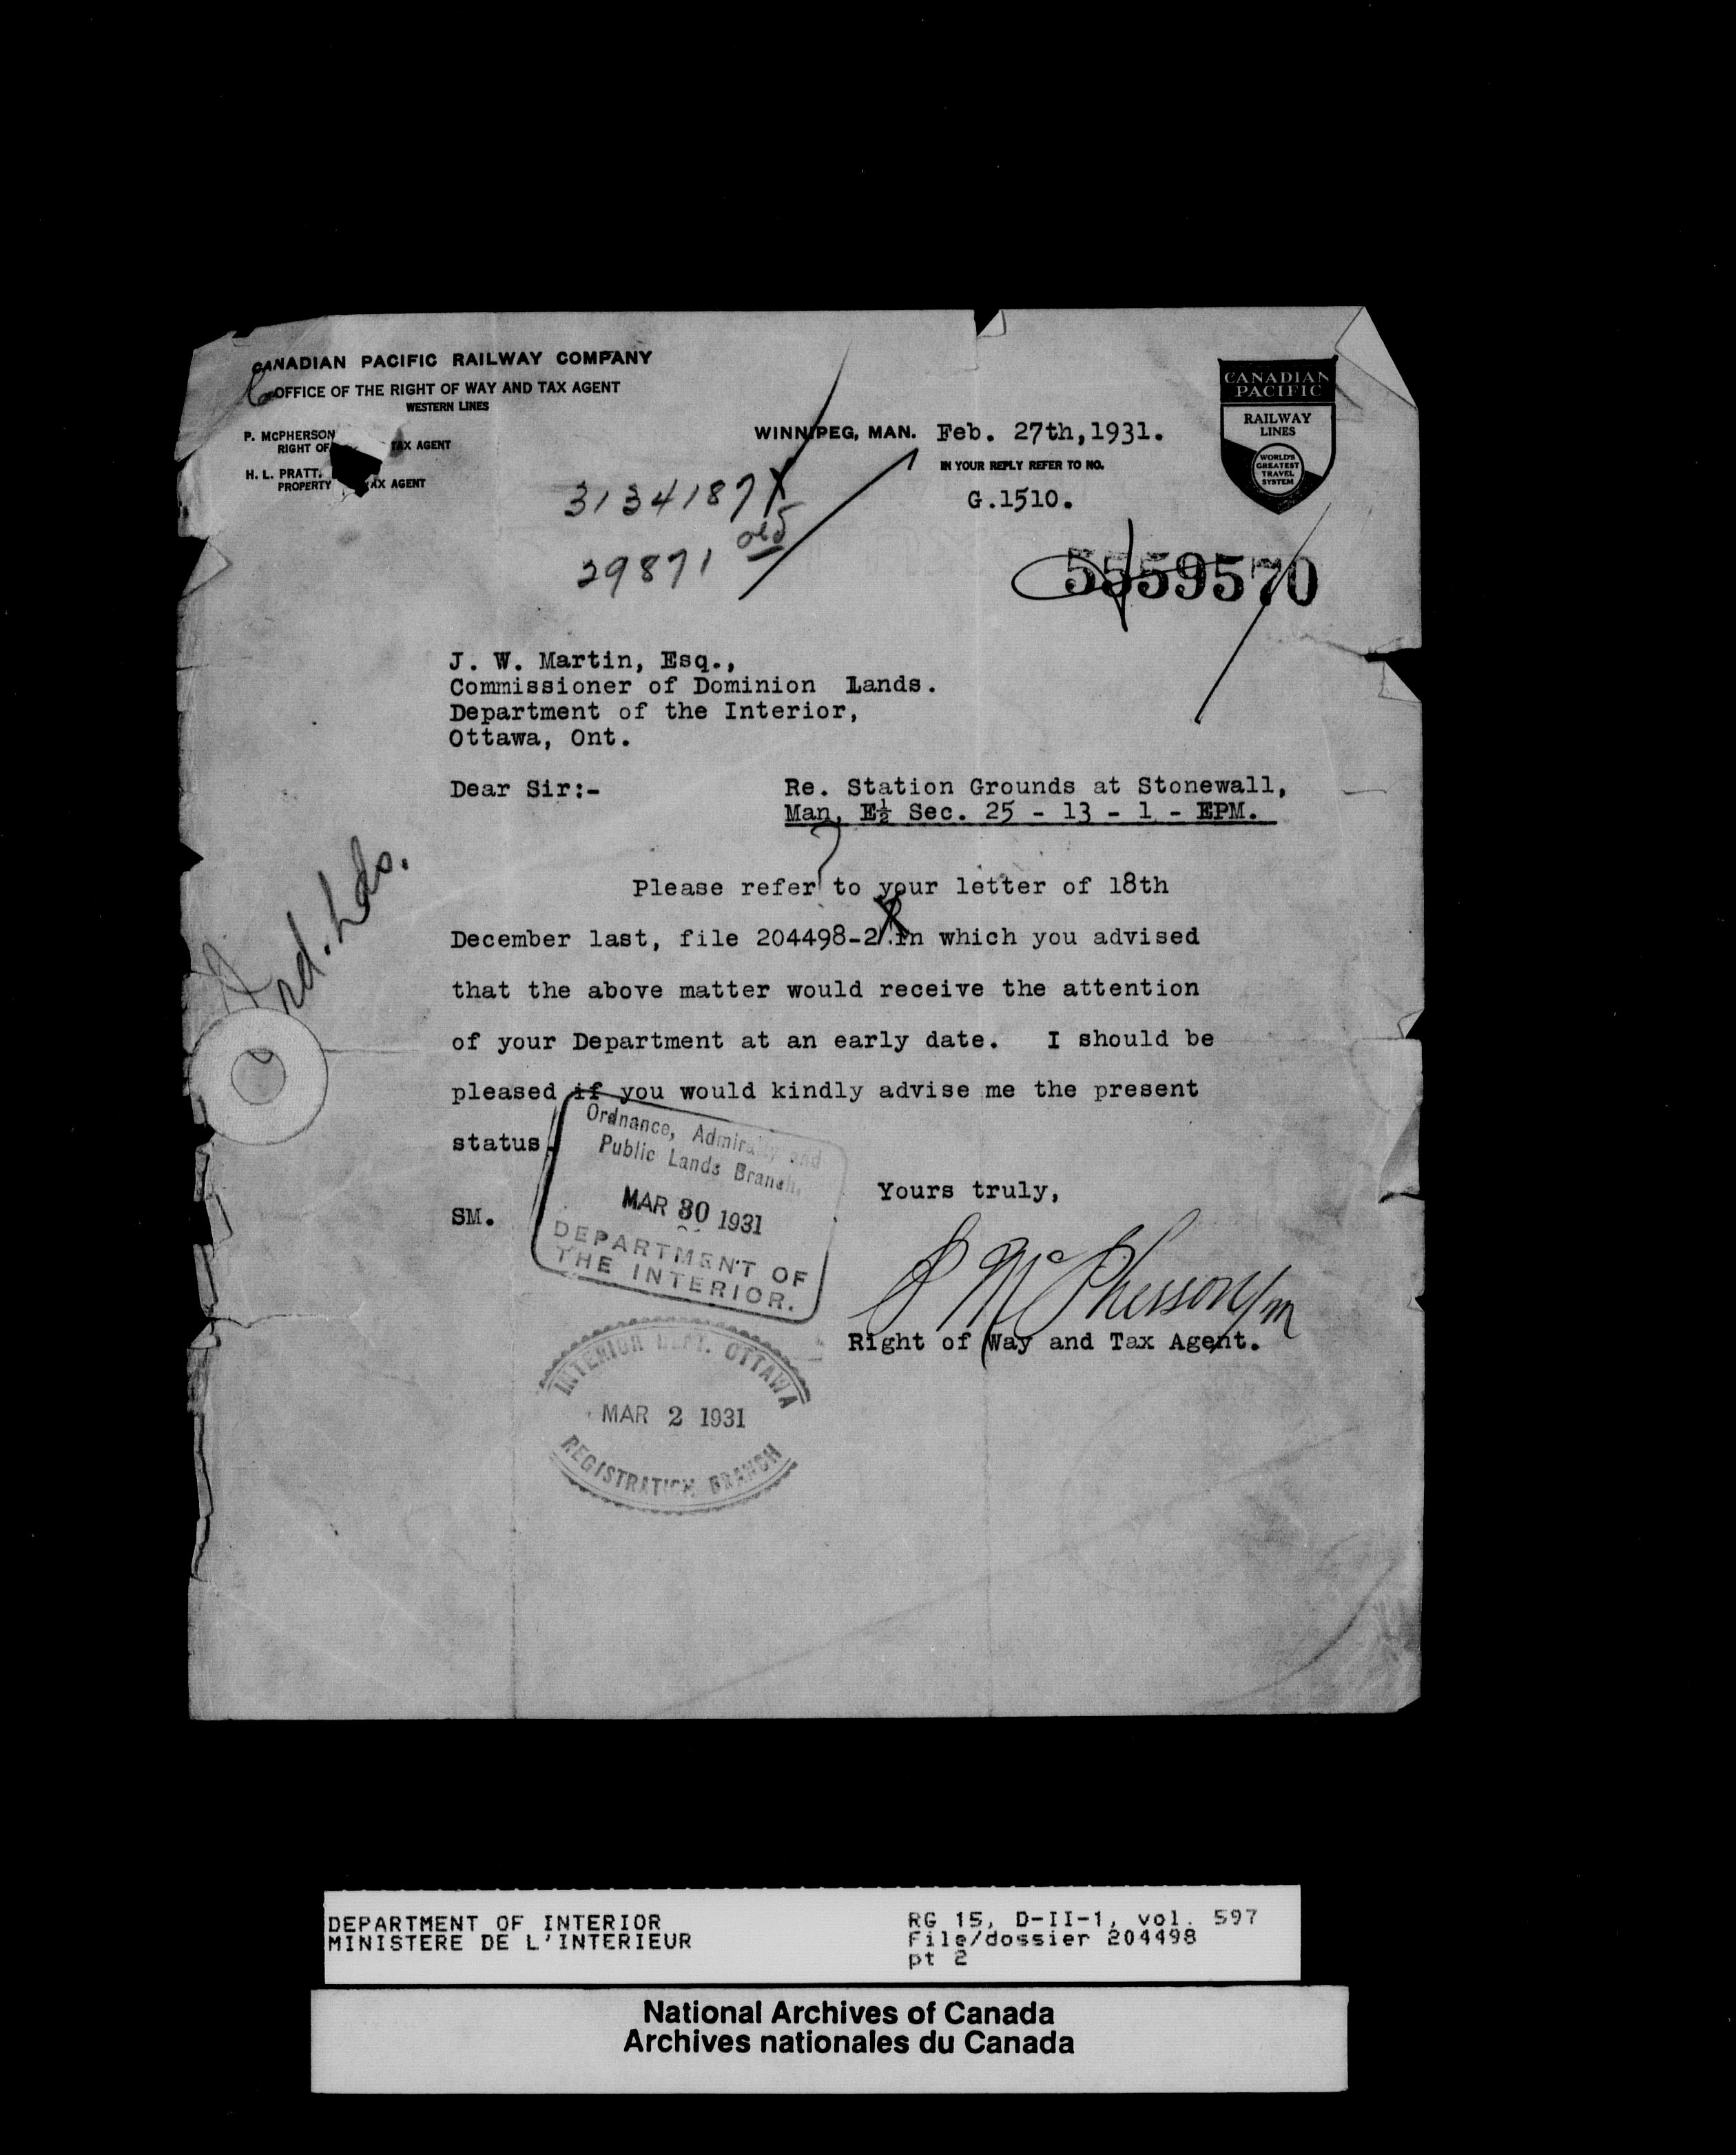 CANADIAN PACIFIC RAILWAY COMPANY
OFFICE OF THE RIGHT OF WAY AND TAX AGENT
WESTERN LINES
P. MCPHERSON
RIGHT OF TAX AGENT
H. L. PRATT,
PROPERTY AX AGENT
CANADIAN
PACIFIC
RAILWAY
LINES
WORLD'S
GREATEST
TRAVEL
SYSTEM
WINNIPEG, MAN. Feb. 27th,1931.
IN YOUR REPLY REFER TO NO.
G.1510.
3134187
29871 old
5559570
J. W. Martin, Esq.,
Commissioner of Dominion Lands.
Department of the Interior,
Ottawa, Ont.
Dear Sir:-
Re. Station Grounds at Stonewall,
Man, E½ Sec. 25 - 13 - 1 - EPM.
Please refer to your letter of 18th
December last, file 204498-2.in which you advised
that the above matter would receive the attention
of your Department at an early date. I should be
pleased if you would kindly advise me the present
status.
Ord. Lds.
Yours truly,
SM.
P McPherson/m
Right of Way and Tax Agent.
Ordnance, Admiralty and
Public Lands Branch,
MAR 30 1931
DEPARTMENT OF
THE INTERIOR.
INTERIOR DEPT. OTTAWA
MAR 2 1931
REGISTRATION BRANCH
DEPARTMENT OF INTERIOR
MINISTERE DE L'INTERIEUR
RG 15, D-II-1, vol. 597
File/dossier 204498
pt 2
National Archives of Canada
Archives nationales du Canada